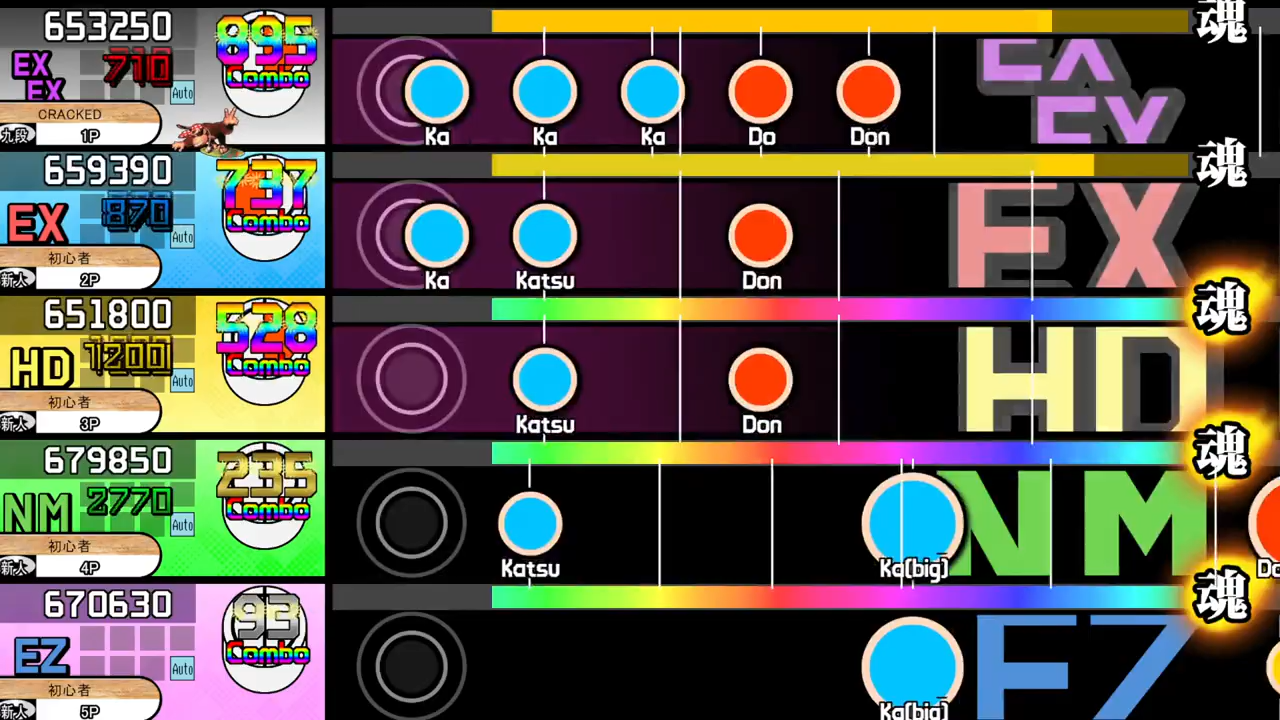 653250
895
Combo
EX
EX
710
Auto
CRACKED
九段
1P
Ka
Ka
Ka
Do
Don
EX
EX
魂
659390
737
Combo
EX
870
Auto
初心者
新人
2P
Ka
Katsu
Don
EX
魂
651800
528
Combo
HD
1200
Auto
初心者
新人
3P
Katsu
Don
HD
魂
679850
235
Combo
NM
2770
Auto
初心者
新人
4P
Katsu
Ka(big)
NM
魂
670630
93
Combo
EZ
Auto
初心者
新人
5P
Ka(big)
EZ
魂